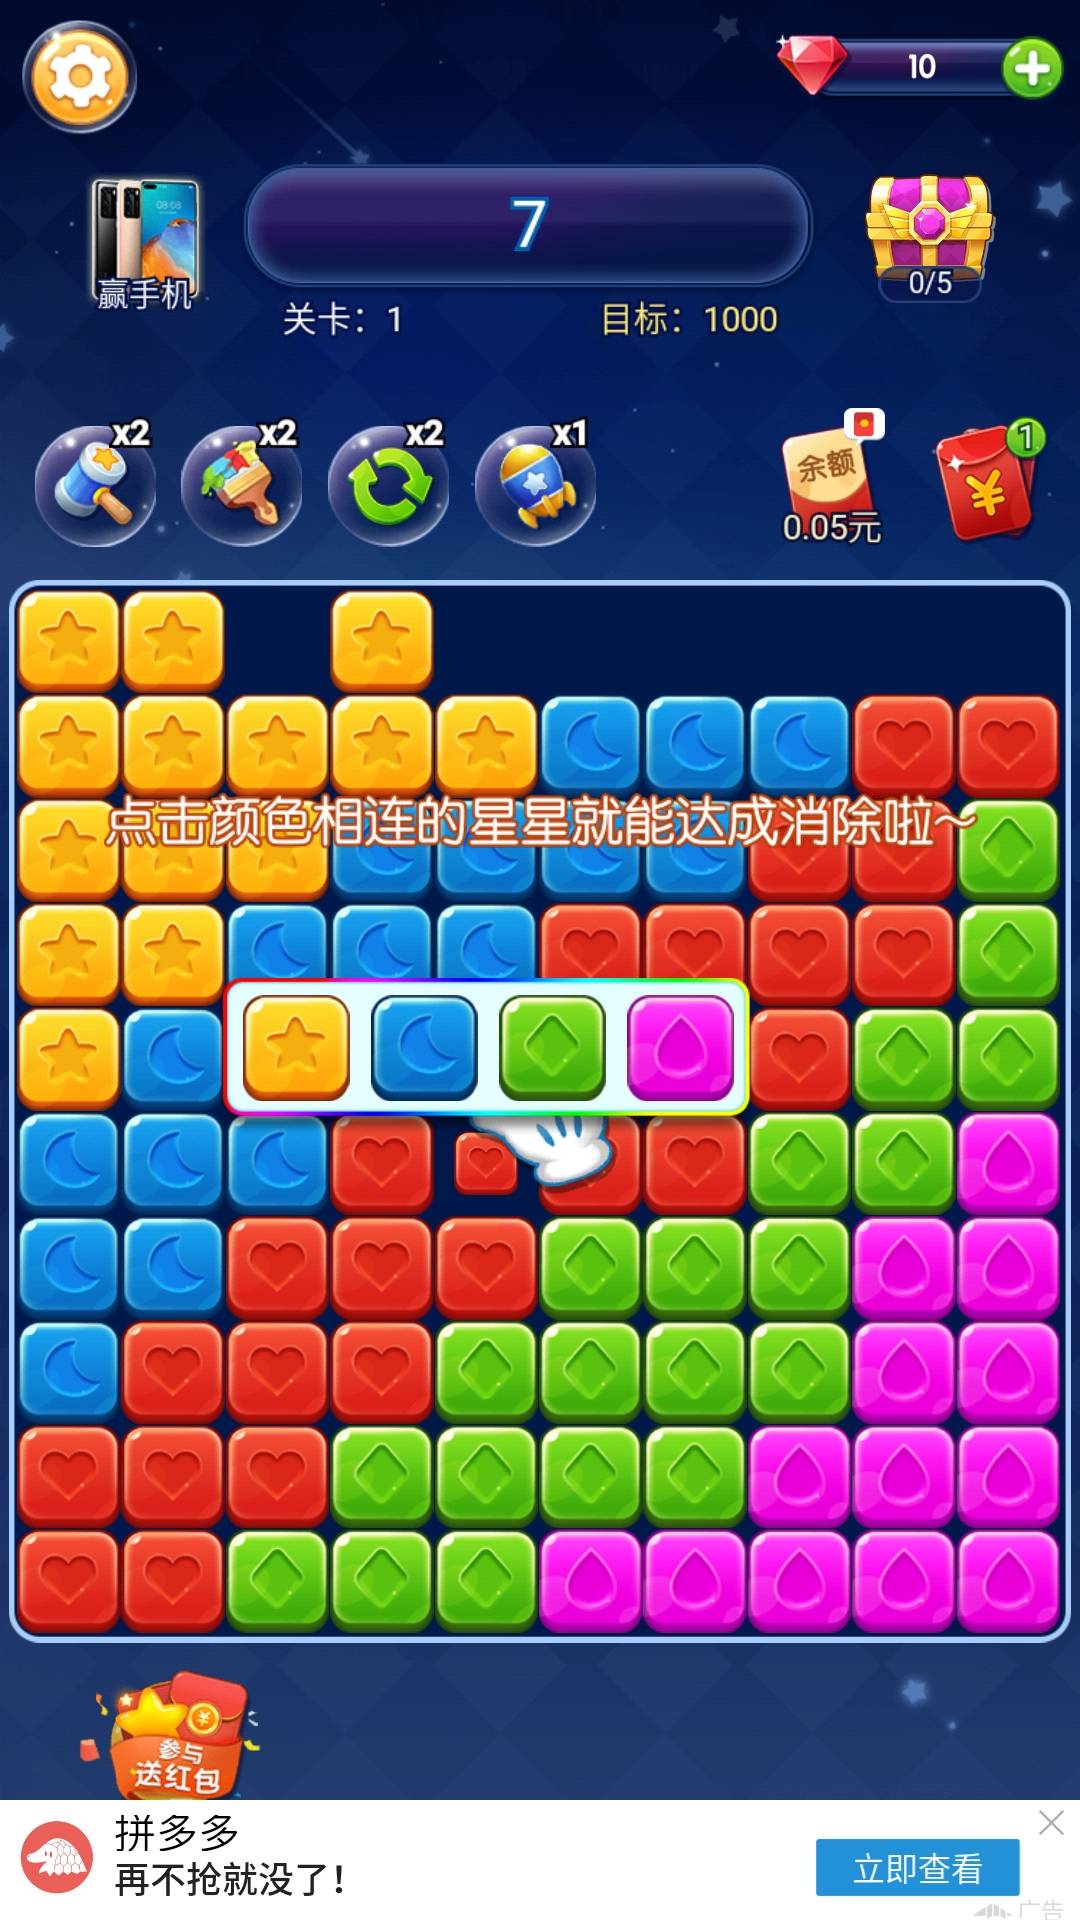 10
08:08
赢手机
7
0/5
关卡：1
目标：1000
x2
x2
x2
x1
余额
0.05元
1
¥
点击颜色相连的星星就能达成消除啦～
¥
参与
送红包
拼多多
再不抢就没了！
立即查看
广告